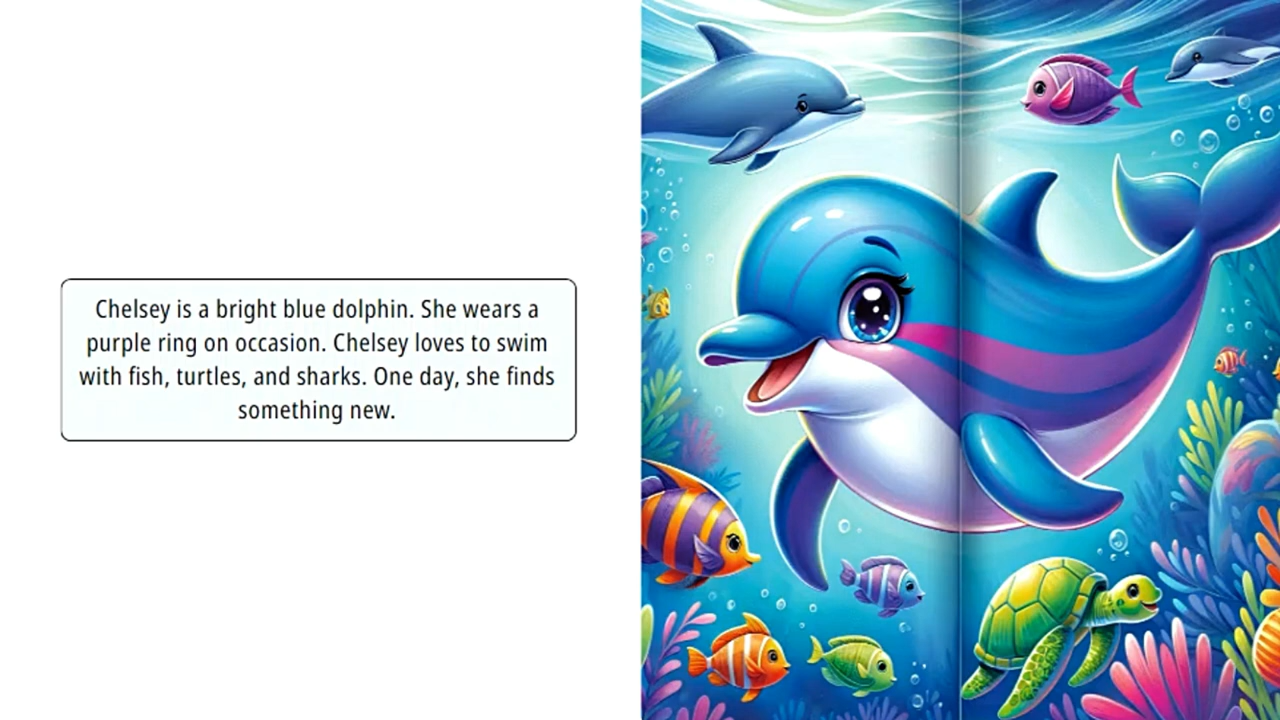 Chelsey is a bright blue dolphin. She wears a
purple ring on occasion. Chelsey loves to swim
with fish, turtles, and sharks. One day, she finds
something new.